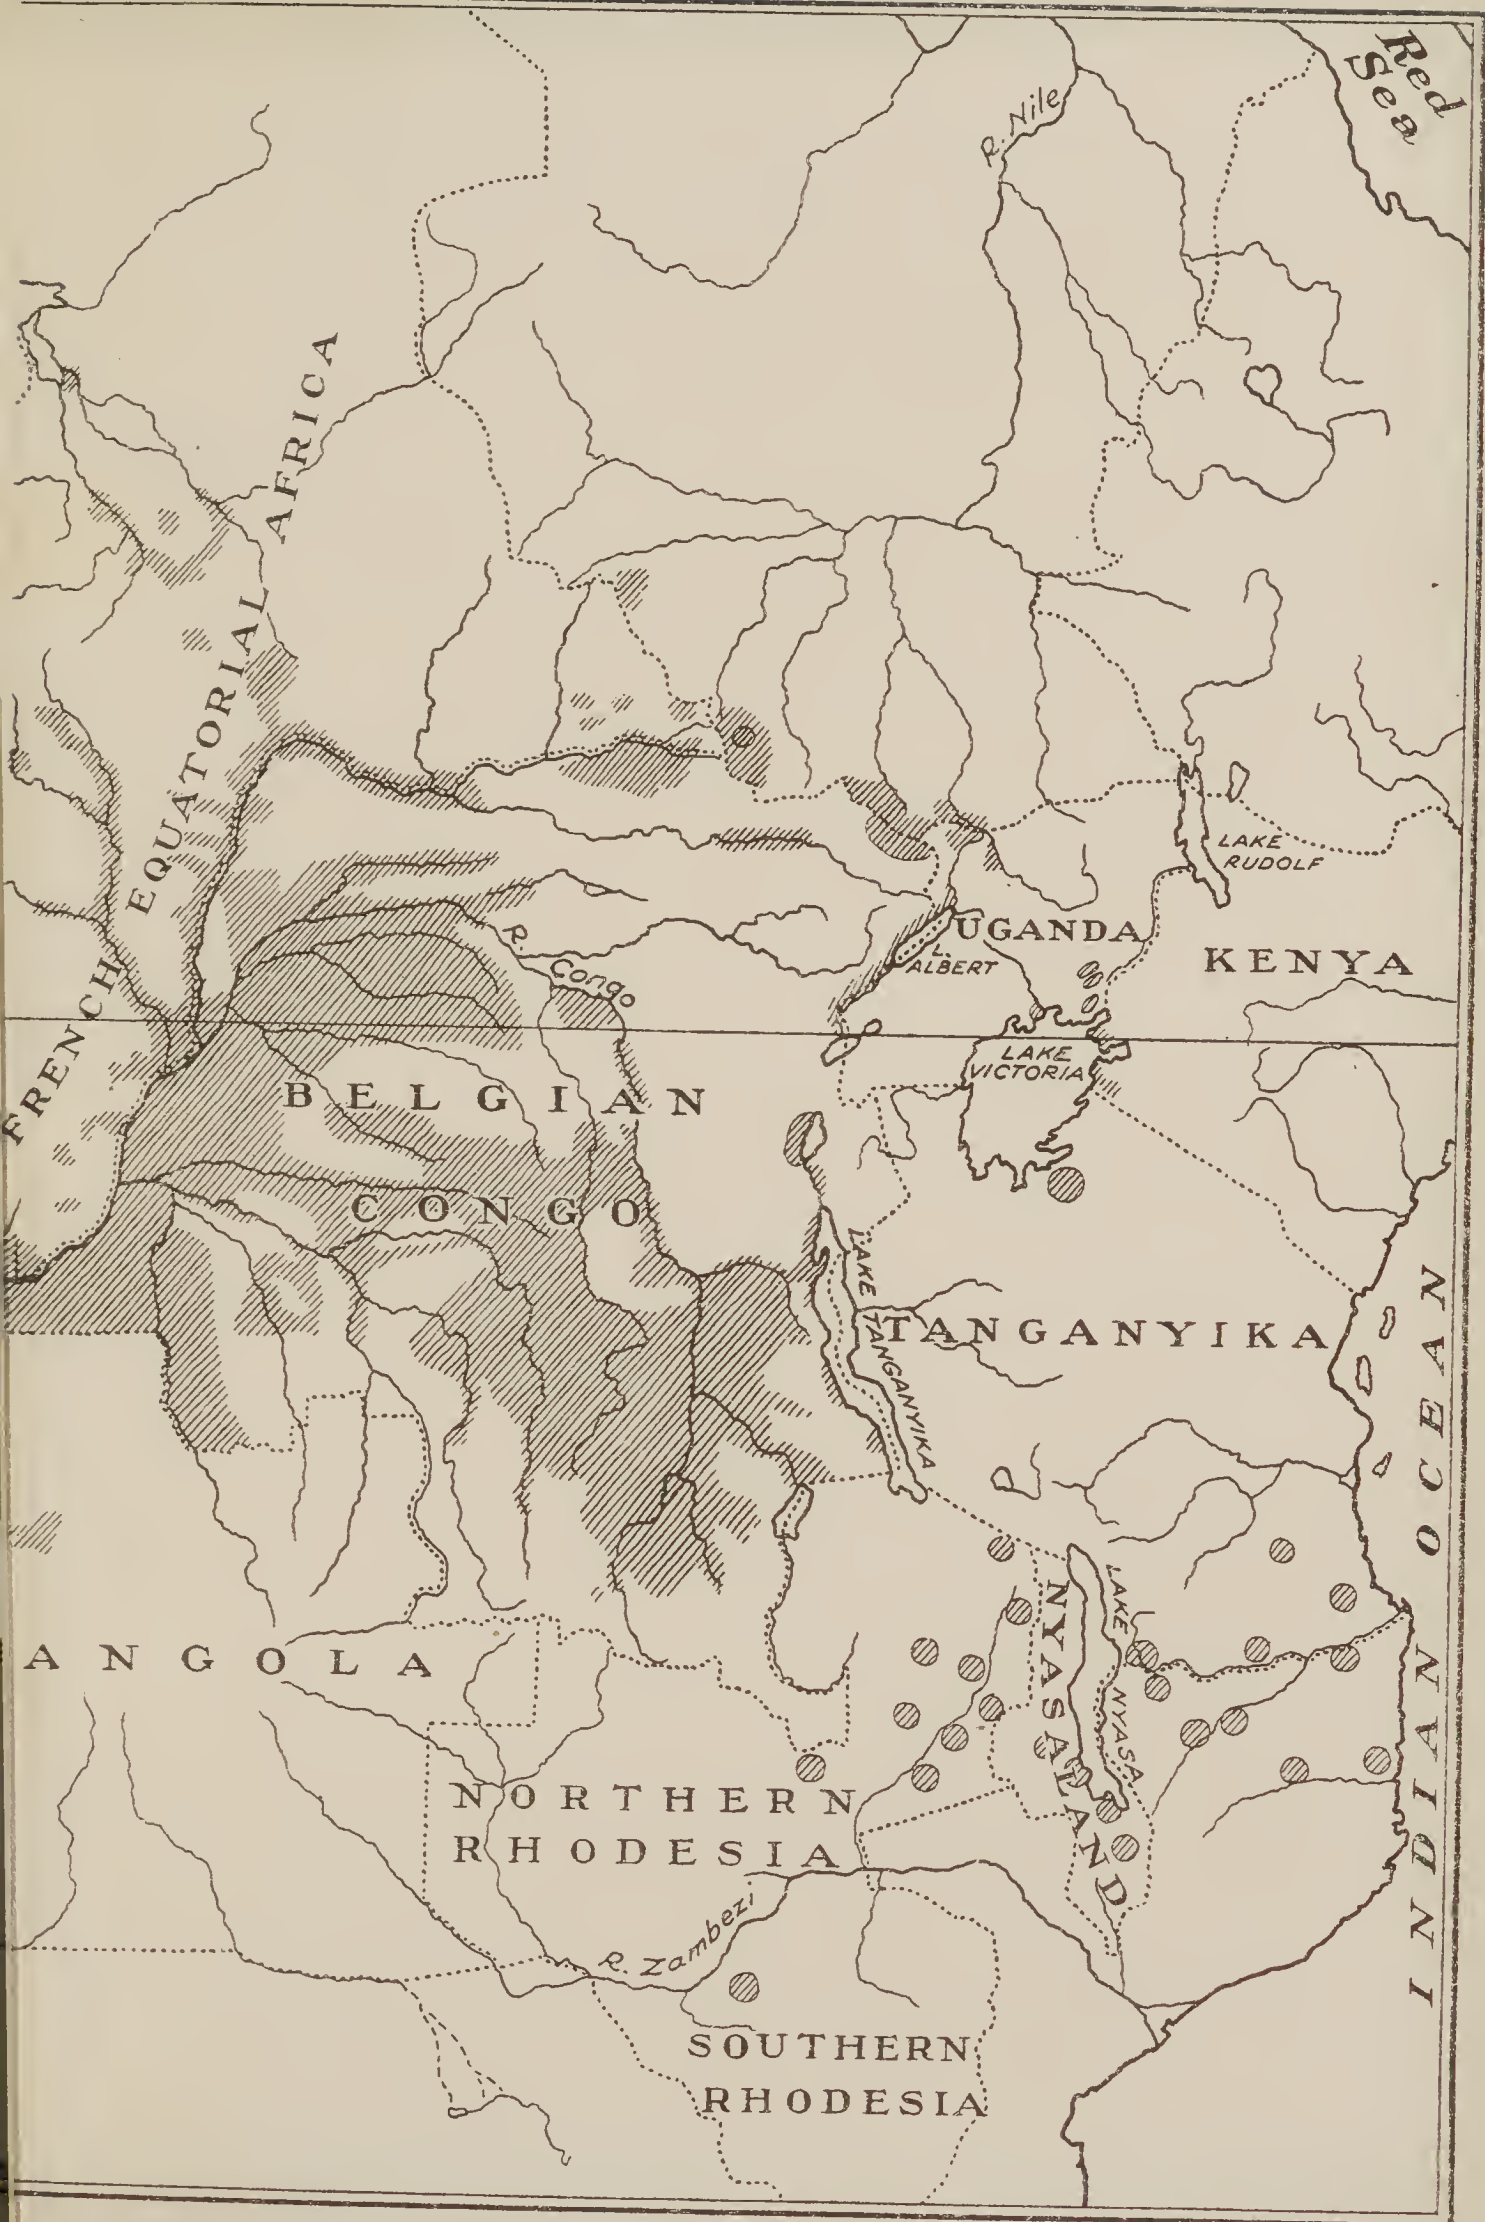 Red
Sea
R. Nile
FRENCH EQUATORIAL AFRICA
LAKE
RUDOLF
UGANDA
KENYA
L.
ALBERT
R. Congo
LAKE
VICTORIA
BELGIAN
CONGO
LAKE TANGANYIKA
TANGANYIKA
INDIAN OCEAN
ANGOLA
NYASALAND
LAKE NYASA
NORTHERN
RHODESIA
R. Zambezi
SOUTHERN
RHODESIA